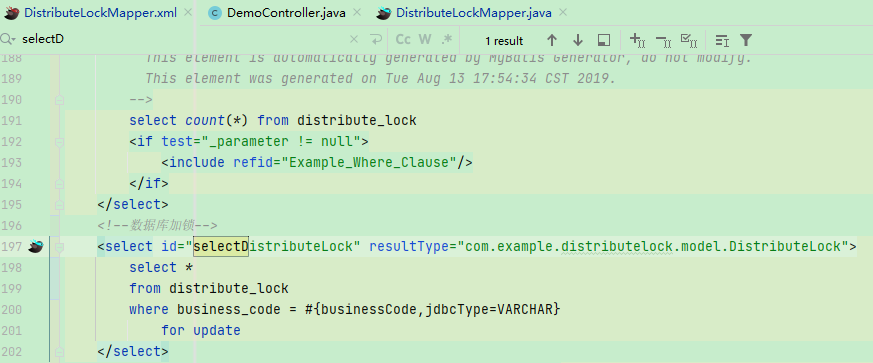 DistributeLockMapper.xml × DemoController.java × DistributeLockMapper.java ×
selectD × Cc W .* 1 result
188 This element is automatically generated by MyBatis Generator, do not modify.
189 This element was generated on Tue Aug 13 17:54:34 CST 2019.
190 -->
191 select count(*) from distribute_lock
192 <if test="_parameter != null">
193 <include refid="Example_Where_Clause"/>
194 </if>
195 </select>
196 <!--数据库加锁-->
197 <select id="selectDistributeLock" resultType="com.example.distributelock.model.DistributeLock">
198 select *
199 from distribute_lock
200 where business_code = #{businessCode,jdbcType=VARCHAR}
201 for update
202 </select>